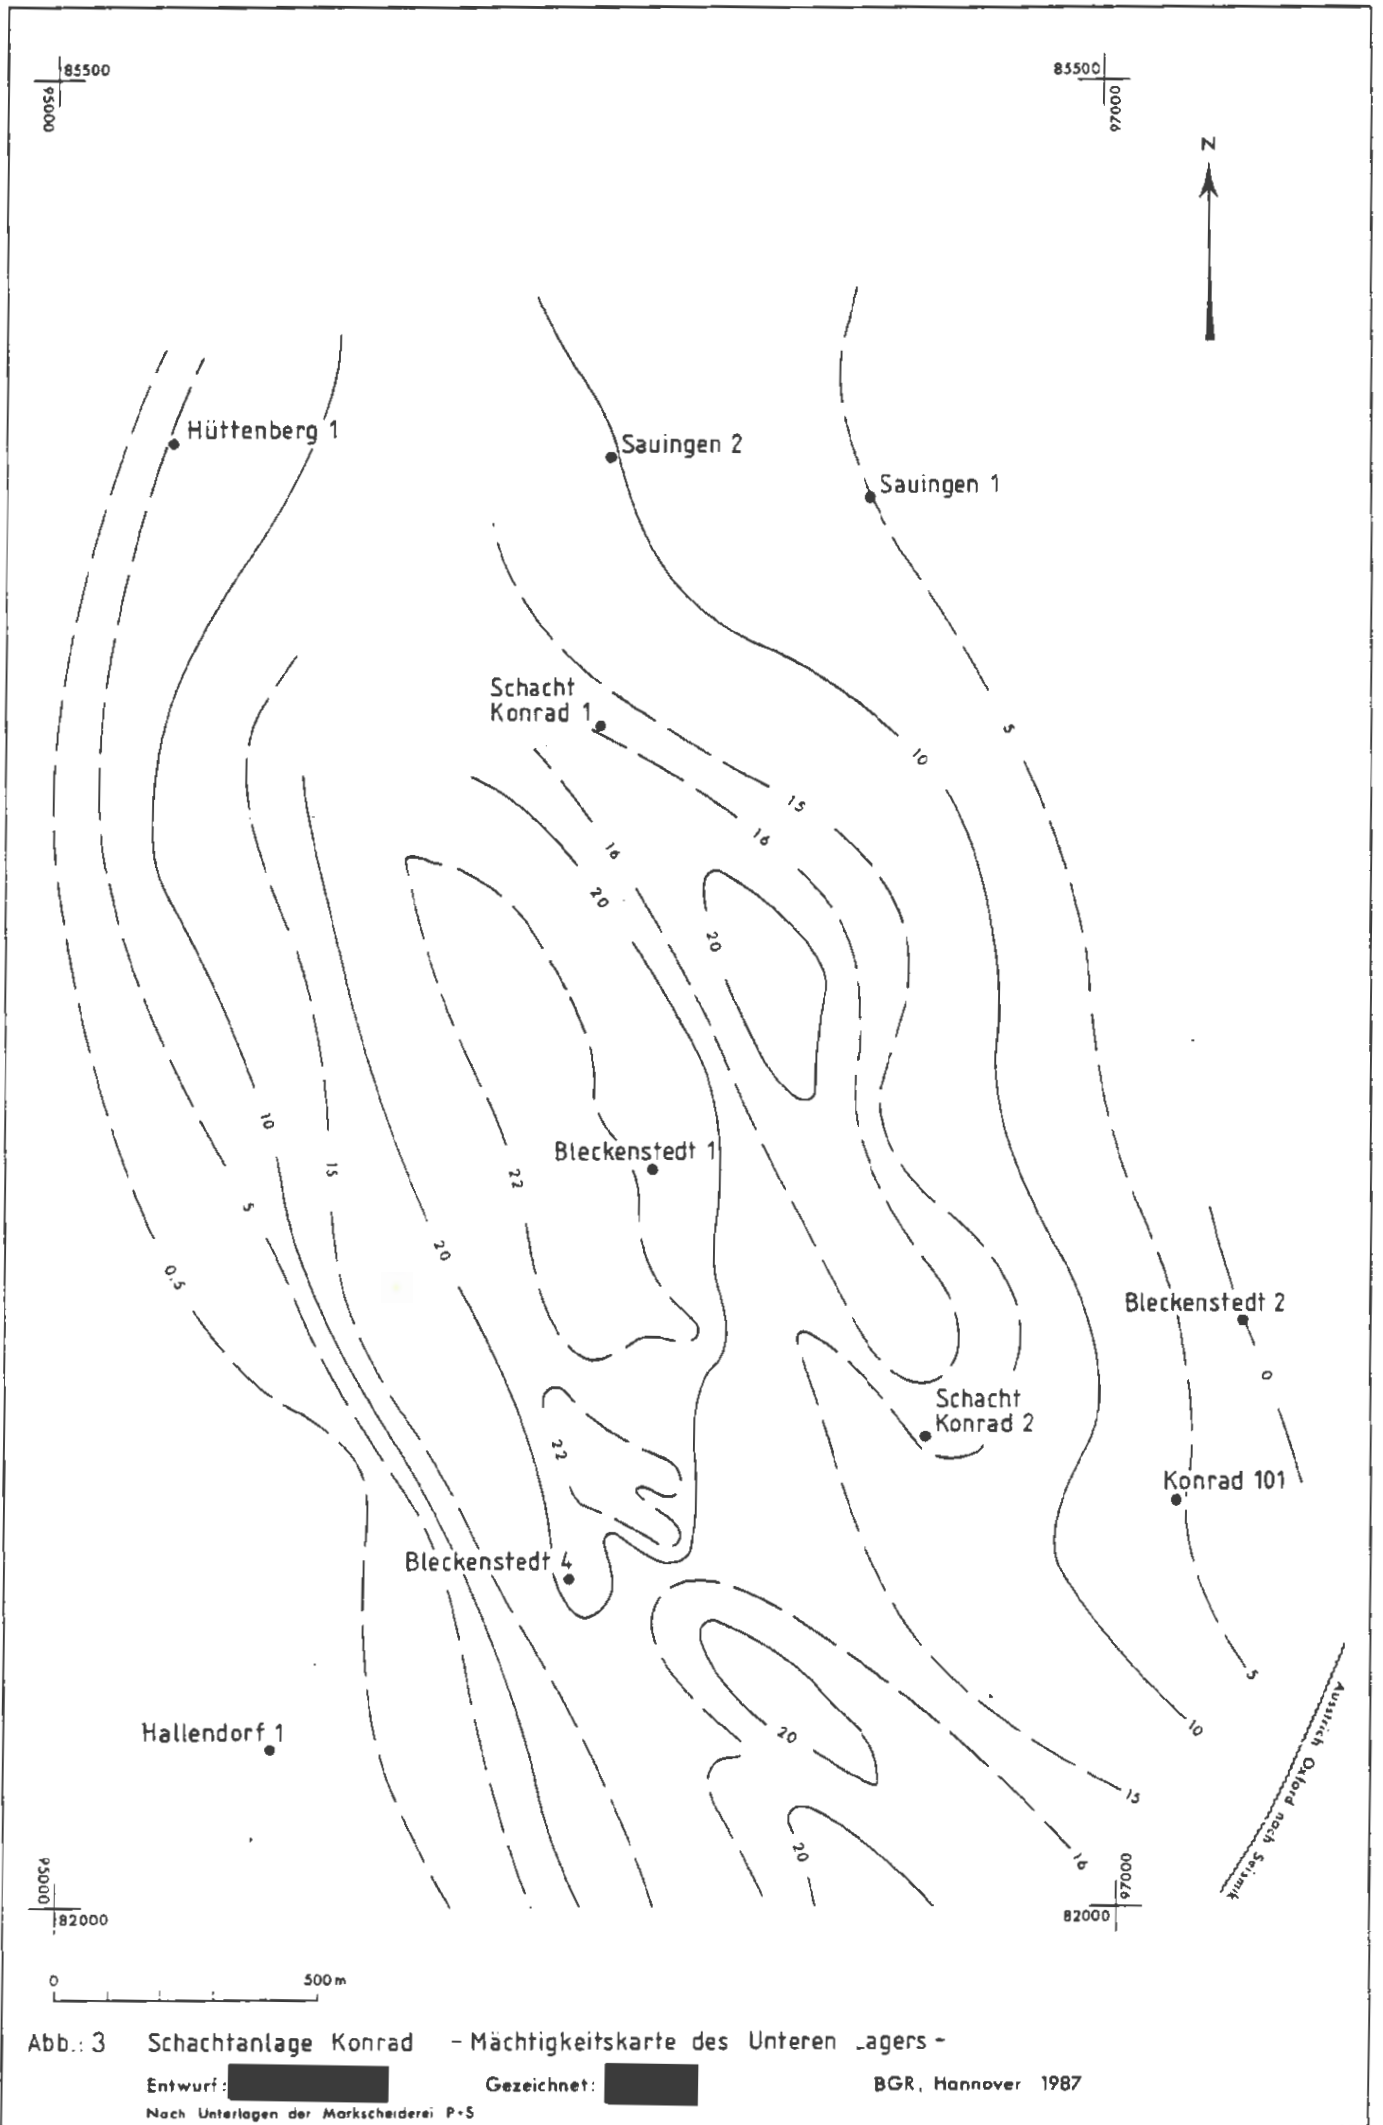 85500
95000
85500
97000
N
Hüttenberg 1
Sauingen 2
Sauingen 1
Schacht
Konrad 1
5
10
15
16
16
20
20
Bleckenstedt 1
10
15
22
5
20
0.5
Bleckenstedt 2
0
Schacht
Konrad 2
22
Konrad 101
Bleckenstedt 4
5
10
Hallendorf 1
20
15
20
16
Ausstrich Oxford nach Seismik
95000
82000
97000
82000
0 500 m
Abb.: 3 Schachtanlage Konrad - Mächtigkeitskarte des Unteren _agers -
Entwurf: Gezeichnet: BGR, Hannover 1987
Nach Unterlagen der Markscheiderei P+S